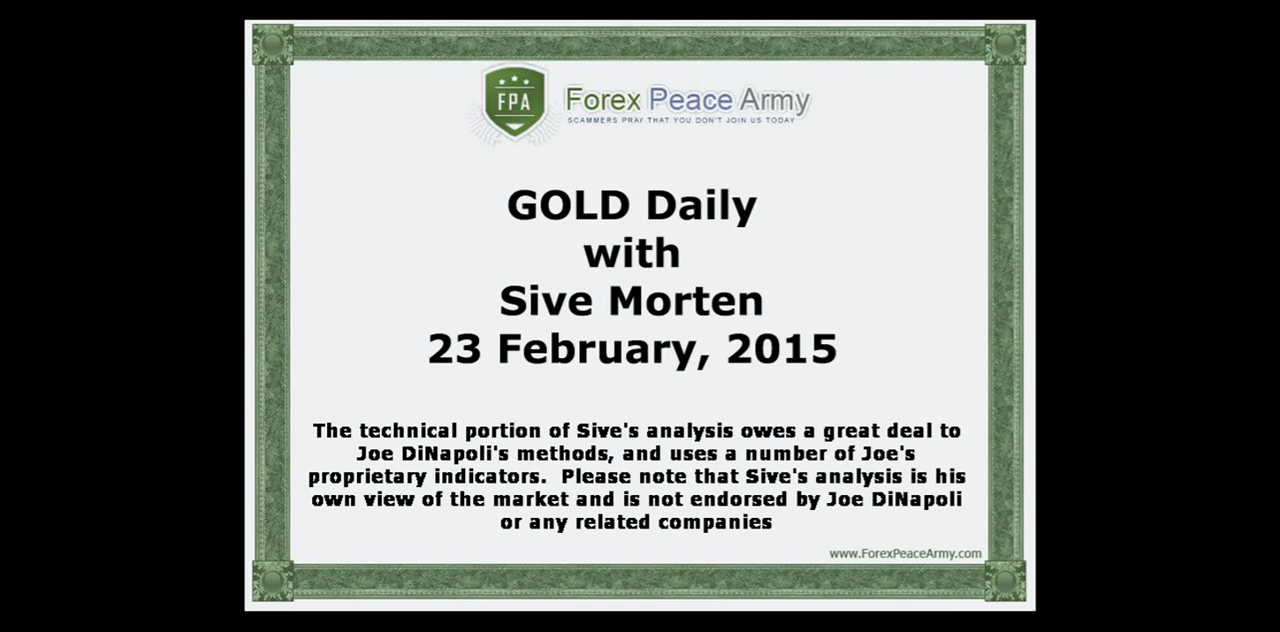 FPA
Forex Peace Army
SCAMMERS PRAY THAT YOU DON'T JOIN US TODAY
GOLD Daily
with
Sive Morten
23 February, 2015
The technical portion of Sive's analysis owes a great deal to
Joe DiNapoli's methods, and uses a number of Joe's
proprietary indicators.  Please note that Sive's analysis is his
own view of the market and is not endorsed by Joe DiNapoli
or any related companies
www.ForexPeaceArmy.com